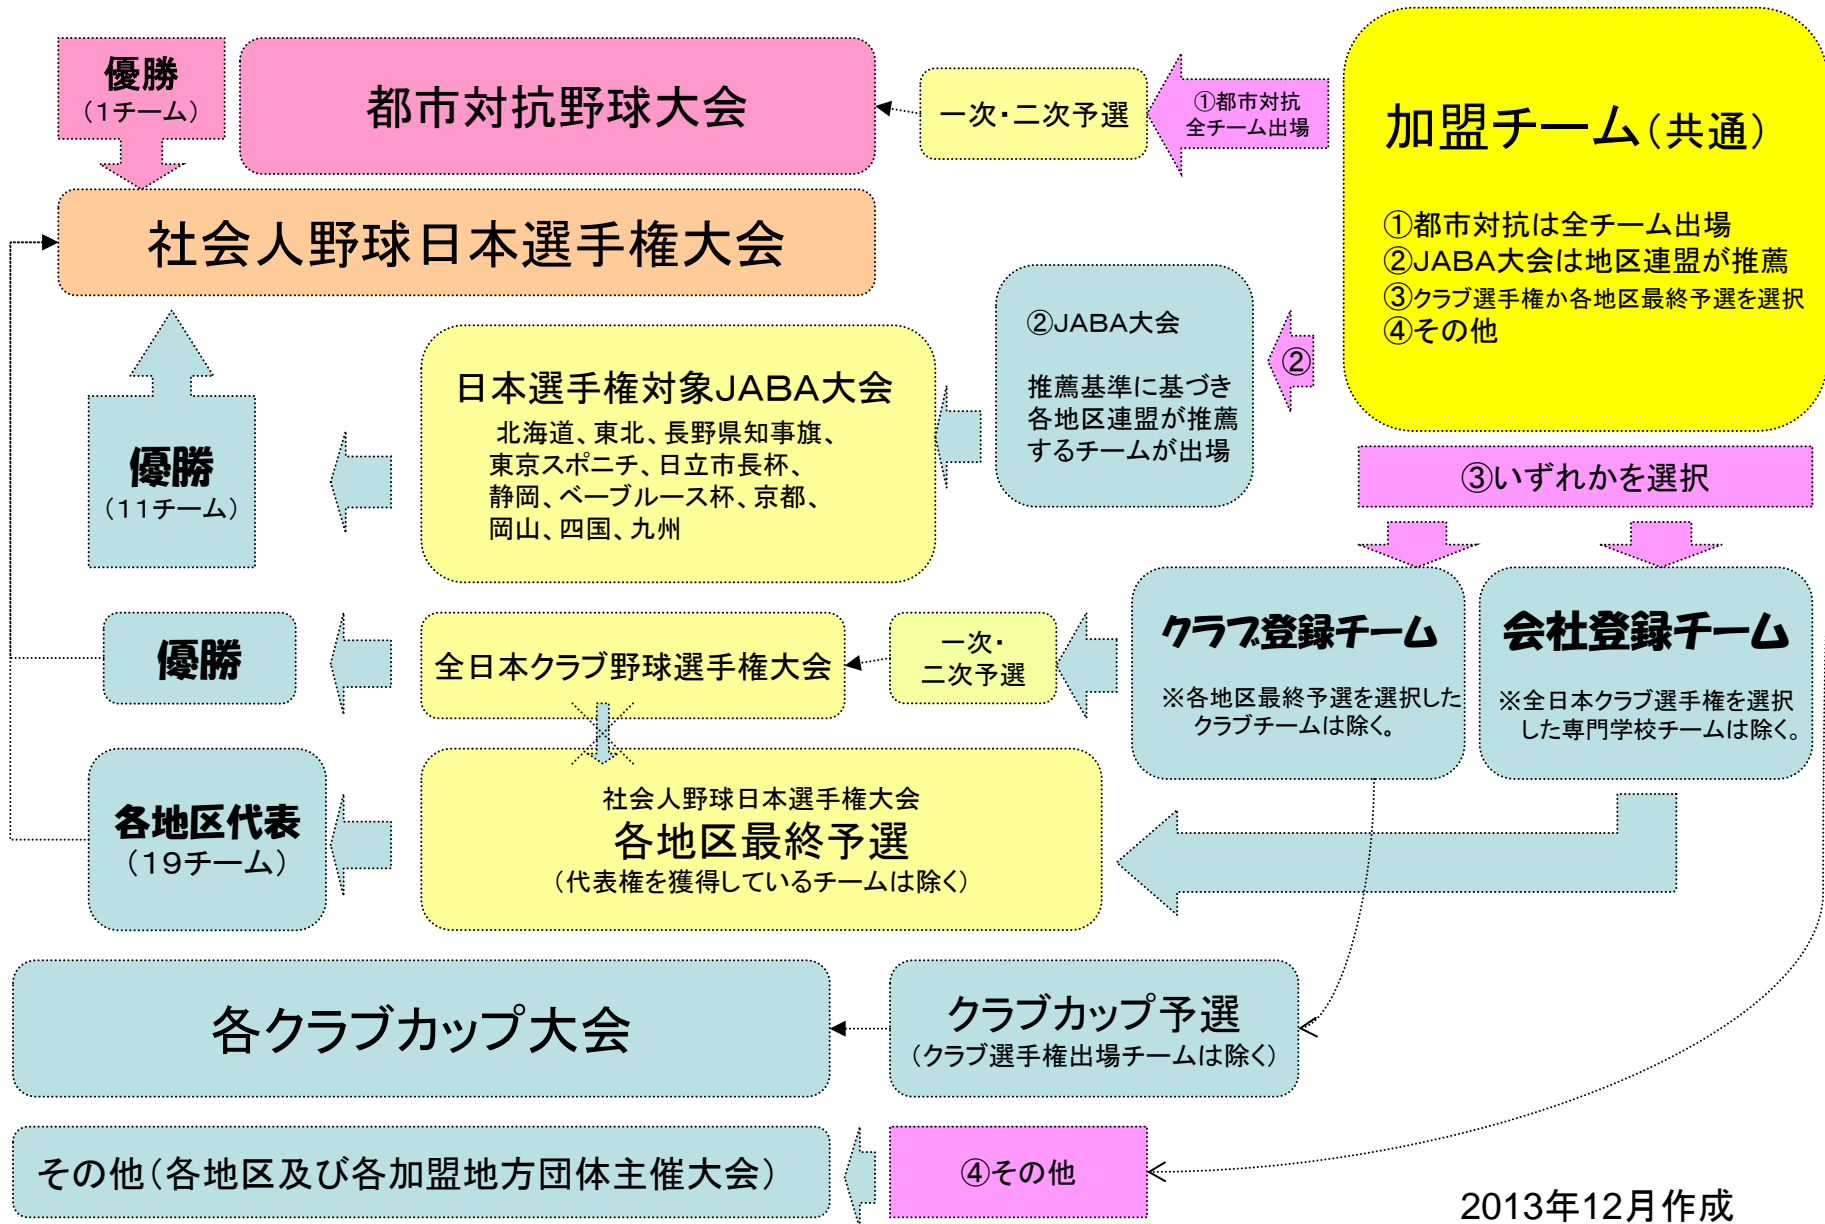 優勝
（1チーム）
都市対抗野球大会
一次・二次予選
①都市対抗
全チーム出場
加盟チーム（共通）
①都市対抗は全チーム出場
②ＪＡＢＡ大会は地区連盟が推薦
③クラブ選手権か各地区最終予選を選択
④その他
社会人野球日本選手権大会
②ＪＡＢＡ大会
推薦基準に基づき
各地区連盟が推薦
するチームが出場
②
日本選手権対象ＪＡＢＡ大会
北海道、東北、長野県知事旗、
東京スポニチ、日立市長杯、
静岡、ベーブルース杯、京都、
岡山、四国、九州
優勝
（11チーム）
③いずれかを選択
クラブ登録チーム
※各地区最終予選を選択した
クラブチームは除く。
会社登録チーム
※全日本クラブ選手権を選択
した専門学校チームは除く。
一次・
二次予選
全日本クラブ野球選手権大会
優勝
社会人野球日本選手権大会
各地区最終予選
（代表権を獲得しているチームは除く）
各地区代表
（19チーム）
各クラブカップ大会
クラブカップ予選
（クラブ選手権出場チームは除く）
その他（各地区及び各加盟地方団体主催大会）
④その他
2013年12月作成